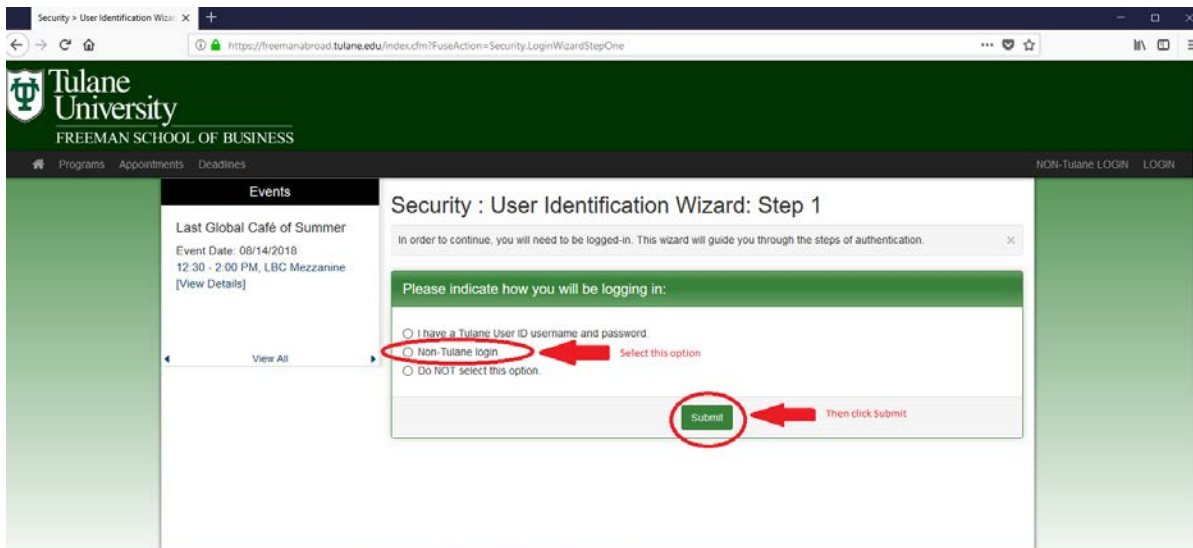 Security > User Identification Wizar
https://freemanabroad.tulane.edu/index.cfm?FuseAction=Security.LoginWizardStepOne
Tulane
University
FREEMAN SCHOOL OF BUSINESS
Programs Appointments Deadlines
NON-Tulane LOGIN LOGIN
Events
Last Global Café of Summer
Event Date: 08/14/2018
12:30 - 2:00 PM, LBC Mezzanine
[View Details]
View All
Security : User Identification Wizard: Step 1
In order to continue, you will need to be logged-in. This wizard will guide you through the steps of authentication.
Please indicate how you will be logging in:
I have a Tulane User ID username and password.
Non-Tulane login.
Select this option
Do NOT select this option.
Submit
Then click Submit